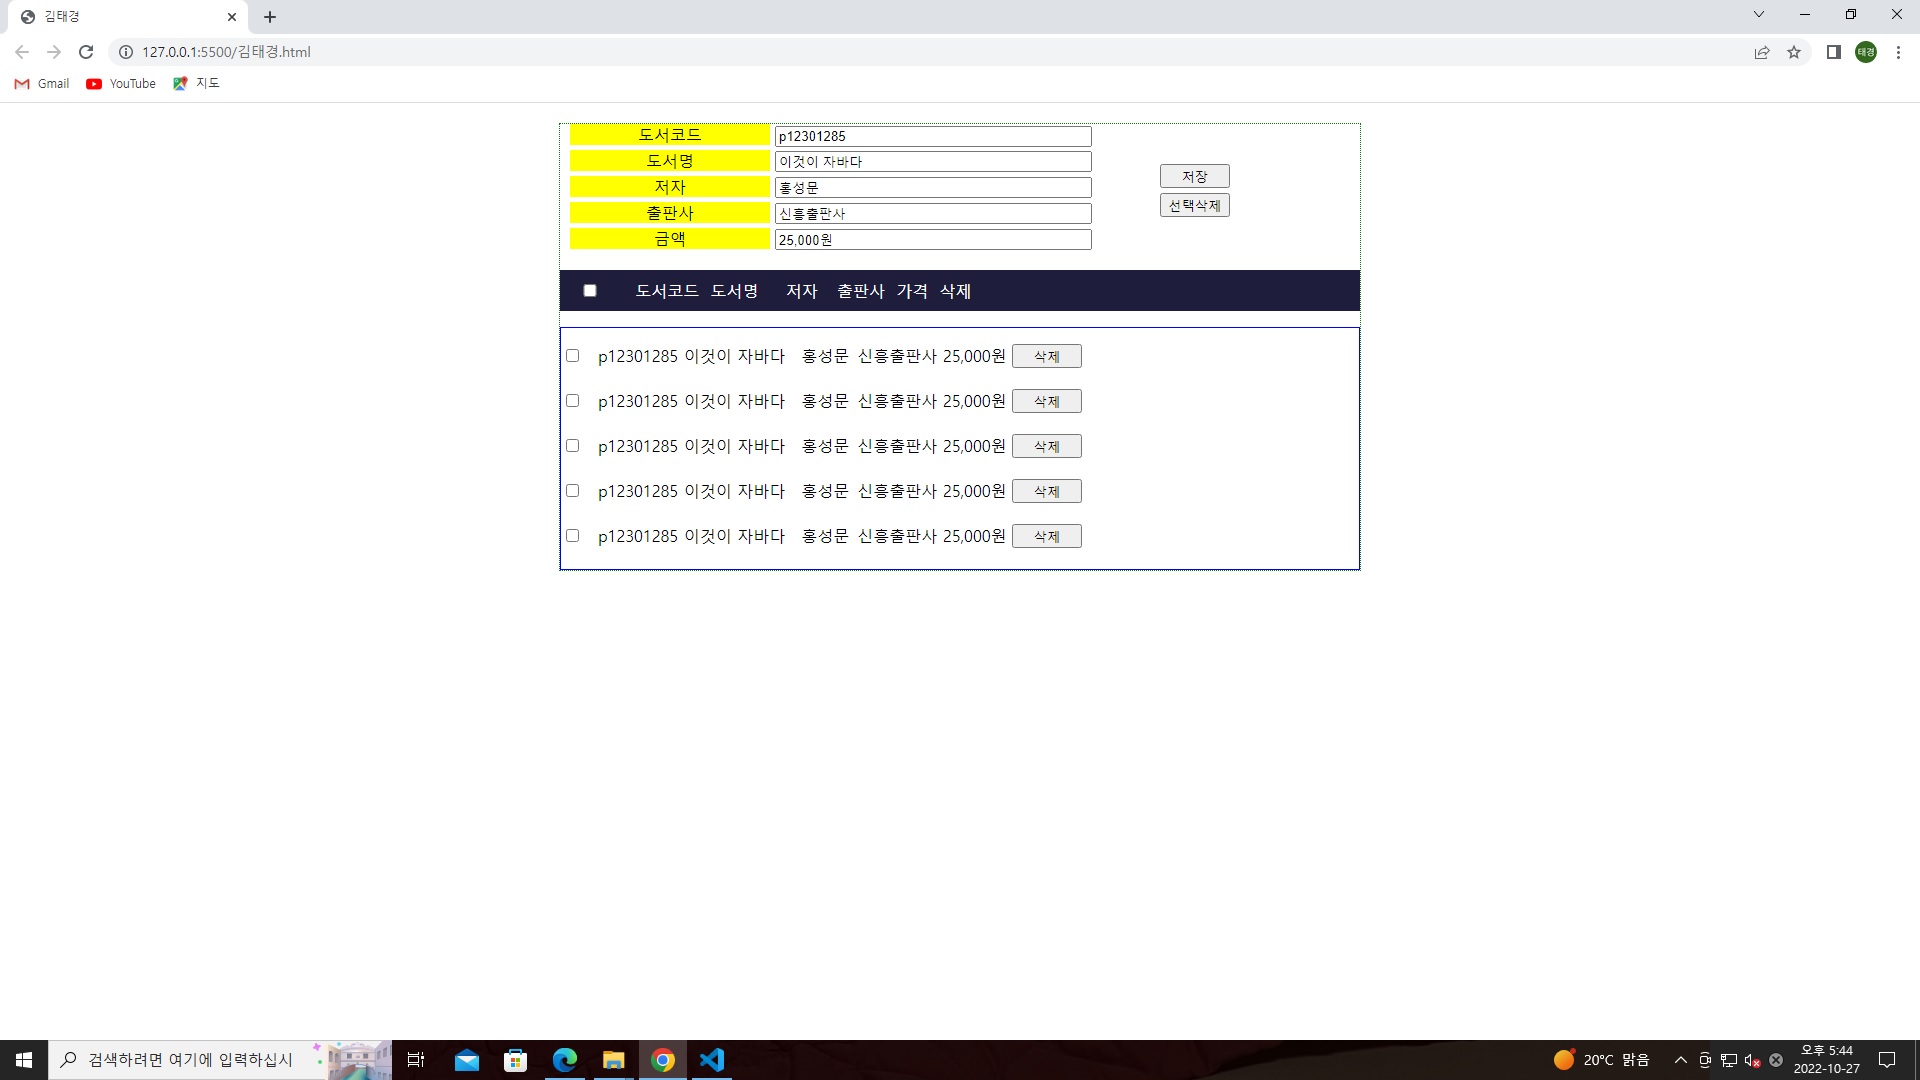 김태경
127.0.0.1:5500/김태경.html
태경
Gmail YouTube 지도
도서코드 p12301285
도서명 이것이 자바다
저자 홍성문
출판사 신흥출판사
금액 25,000원
저장
선택삭제
도서코드 도서명 저자 출판사 가격 삭제
p12301285 이것이 자바다 홍성문 신흥출판사 25,000원 삭제
p12301285 이것이 자바다 홍성문 신흥출판사 25,000원 삭제
p12301285 이것이 자바다 홍성문 신흥출판사 25,000원 삭제
p12301285 이것이 자바다 홍성문 신흥출판사 25,000원 삭제
p12301285 이것이 자바다 홍성문 신흥출판사 25,000원 삭제
검색하려면 여기에 입력하십시
20°C 맑음
오후 5:44
2022-10-27